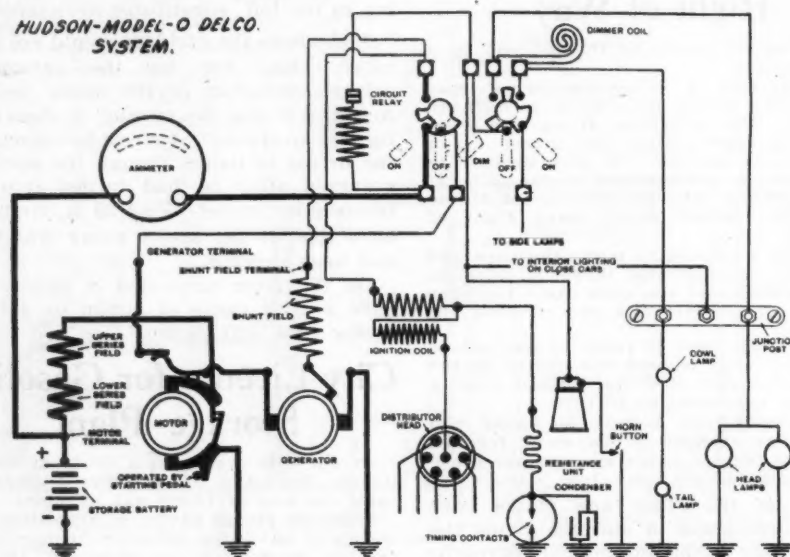 HUDSON-MODEL-O DELCO.
SYSTEM.
DIMMER COIL
CIRCUIT
RELAY
AMMETER
ON
OFF
DIM
OFF
ON
TO SIDE LAMPS
GENERATOR TERMINAL
SHUNT FIELD TERMINAL
TO INTERIOR LIGHTING
ON CLOSE CARS
SHUNT FIELD
IGNITION COIL
JUNCTION
POST
UPPER
SERIES
FIELD
LOWER
SERIES
FIELD
COWL
LAMP
MOTOR
TERMINAL
MOTOR
GENERATOR
DISTRIBUTOR
HEAD
HORN
BUTTON
RESISTANCE
UNIT
CONDENSER
HEAD
LAMPS
TAIL
LAMP
+
-
OPERATED BY
STARTING PEDAL
STORAGE BATTERY
TIMING CONTACTS